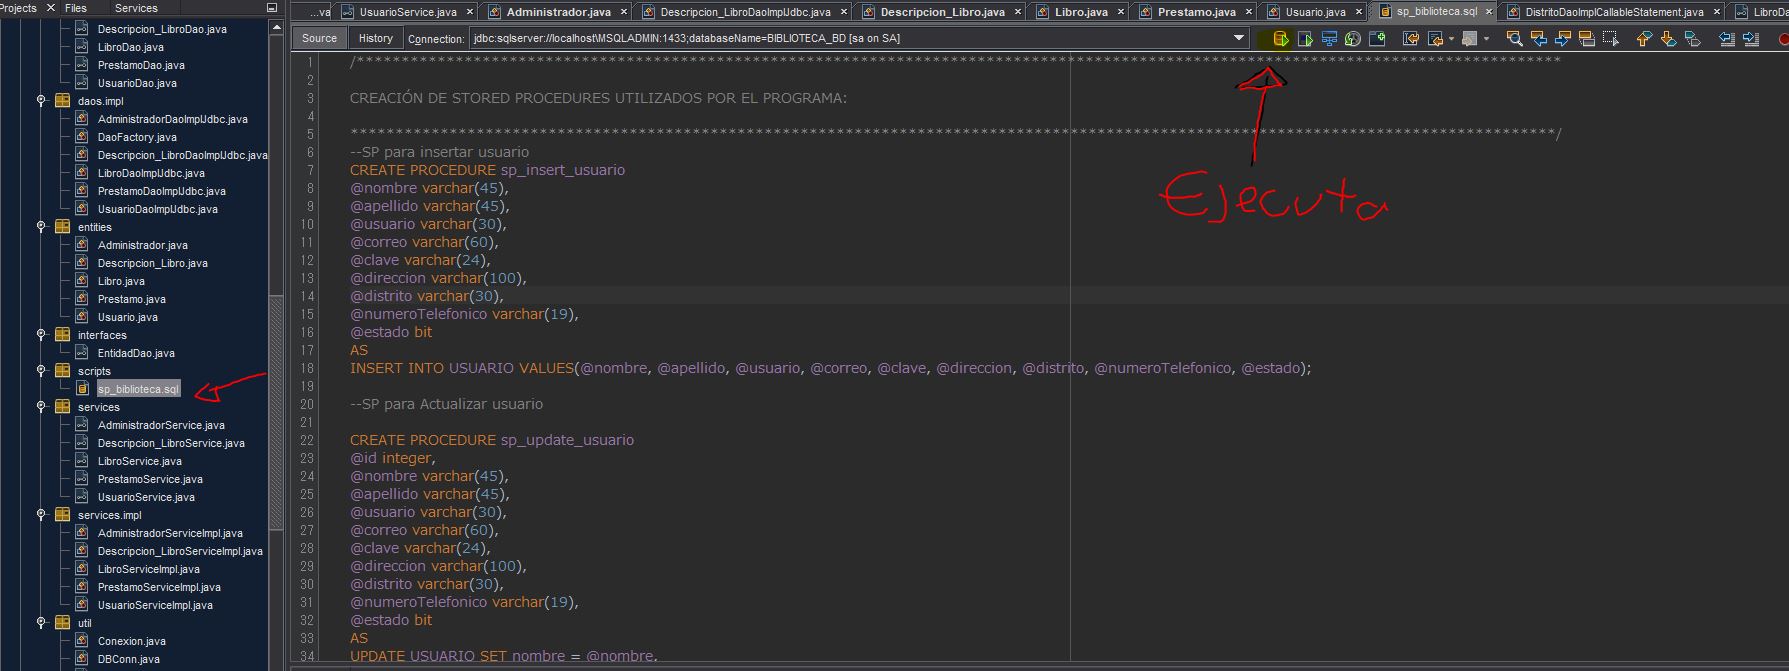 Projects × Files Services
...va UsuarioService.java × Administrador.java × Descripcion_LibroDaoImplJdbc.java × Descripcion_Libro.java × Libro.java × Prestamo.java × Usuario.java × sp_biblioteca.sql × DistritoDaoImplCallableStatement.java × LibroDa
Source History Connection: jdbc:sqlserver://localhost\MSQLADMIN:1433;databaseName=BIBLIOTECA_BD [sa on SA]
Descripcion_LibroDao.java
LibroDao.java
PrestamoDao.java
UsuarioDao.java
daos.impl
AdministradorDaoImplJdbc.java
DaoFactory.java
Descripcion_LibroDaoImplJdbc.java
LibroDaoImplJdbc.java
PrestamoDaoImplJdbc.java
UsuarioDaoImplJdbc.java
entities
Administrador.java
Descripcion_Libro.java
Libro.java
Prestamo.java
Usuario.java
interfaces
EntidadDao.java
scripts
sp_biblioteca.sql
services
AdministradorService.java
Descripcion_LibroService.java
LibroService.java
PrestamoService.java
UsuarioService.java
services.impl
AdministradorServiceImpl.java
Descripcion_LibroServiceImpl.java
LibroServiceImpl.java
PrestamoServiceImpl.java
UsuarioServiceImpl.java
util
Conexion.java
DBConn.java
1 /****************************************************************************************************************************************
2
3 CREACIÓN DE STORED PROCEDURES UTILIZADOS POR EL PROGRAMA:
4
5 ****************************************************************************************************************************************/
6 --SP para insertar usuario
7 CREATE PROCEDURE sp_insert_usuario
8 @nombre varchar(45),
9 @apellido varchar(45),
10 @usuario varchar(30),
11 @correo varchar(60),
12 @clave varchar(24),
13 @direccion varchar(100),
14 @distrito varchar(30),
15 @numeroTelefonico varchar(19),
16 @estado bit
17 AS
18 INSERT INTO USUARIO VALUES(@nombre, @apellido, @usuario, @correo, @clave, @direccion, @distrito, @numeroTelefonico, @estado);
19
20 --SP para Actualizar usuario
21
22 CREATE PROCEDURE sp_update_usuario
23 @id integer,
24 @nombre varchar(45),
25 @apellido varchar(45),
26 @usuario varchar(30),
27 @correo varchar(60),
28 @clave varchar(24),
29 @direccion varchar(100),
30 @distrito varchar(30),
31 @numeroTelefonico varchar(19),
32 @estado bit
33 AS
34 UPDATE USUARIO SET nombre = @nombre,
Ejecuta